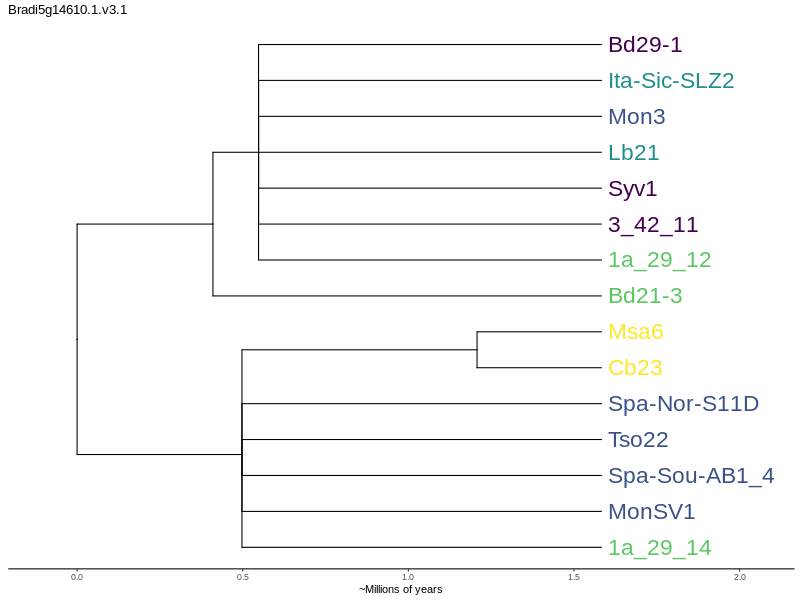 Bradi5g14610.1.v3.1
Bd29-1
Ita-Sic-SLZ2
Mon3
Lb21
Syv1
3_42_11
1a_29_12
Bd21-3
Msa6
Cb23
Spa-Nor-S11D
Tso22
Spa-Sou-AB1_4
MonSV1
1a_29_14
0.0 0.5 1.0 1.5 2.0
~Millions of years